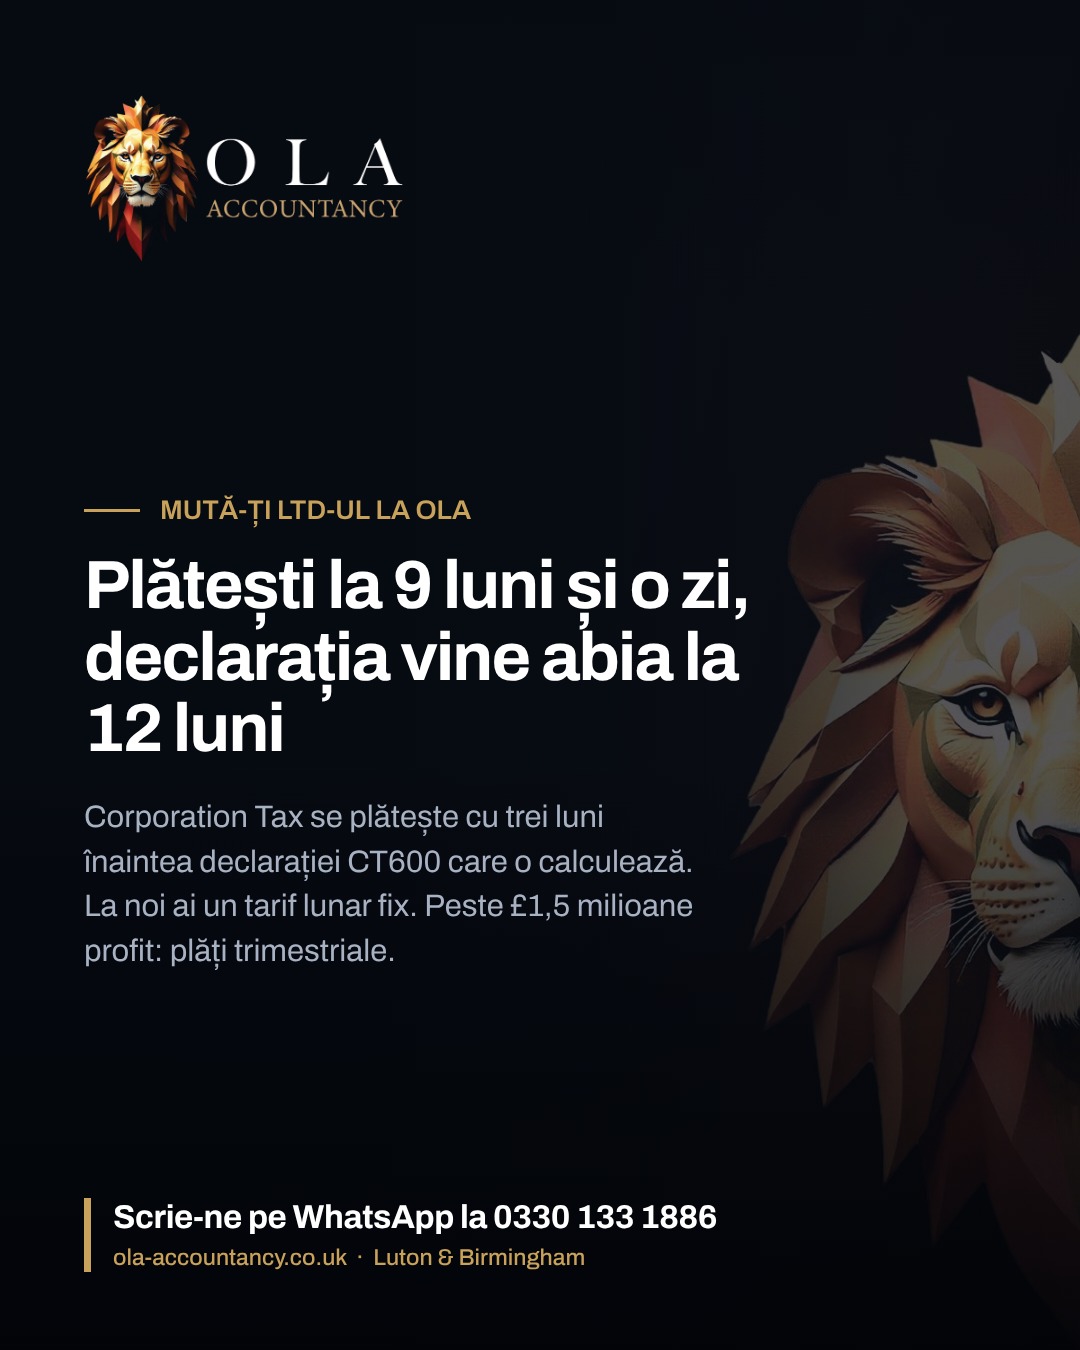 OLA
ACCOUNTANCY
MUTĂ-ȚI LTD-UL LA OLA
Plătești la 9 luni și o zi,
declarația vine abia la
12 luni
Corporation Tax se plătește cu trei luni
înaintea declarației CT600 care o calculează.
La noi ai un tarif lunar fix. Peste £1,5 milioane
profit: plăți trimestriale.
Scrie-ne pe WhatsApp la 0330 133 1886
ola-accountancy.co.uk · Luton & Birmingham